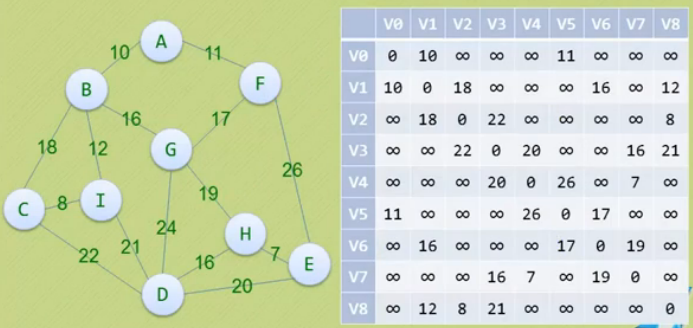 A
10
11
B
F
16
17
18
12
G
26
C
8
I
19
24
H
22
21
16
7
E
D
20
V0 V1 V2 V3 V4 V5 V6 V7 V8
V0 0 10 ∞ ∞ ∞ 11 ∞ ∞ ∞
V1 10 0 18 ∞ ∞ ∞ 16 ∞ 12
V2 ∞ 18 0 22 ∞ ∞ ∞ ∞ 8
V3 ∞ ∞ 22 0 20 ∞ ∞ 16 21
V4 ∞ ∞ ∞ 20 0 26 ∞ 7 ∞
V5 11 ∞ ∞ ∞ 26 0 17 ∞ ∞
V6 ∞ 16 ∞ ∞ ∞ 17 0 19 ∞
V7 ∞ ∞ ∞ 16 7 ∞ 19 0 ∞
V8 ∞ 12 8 21 ∞ ∞ ∞ ∞ 0